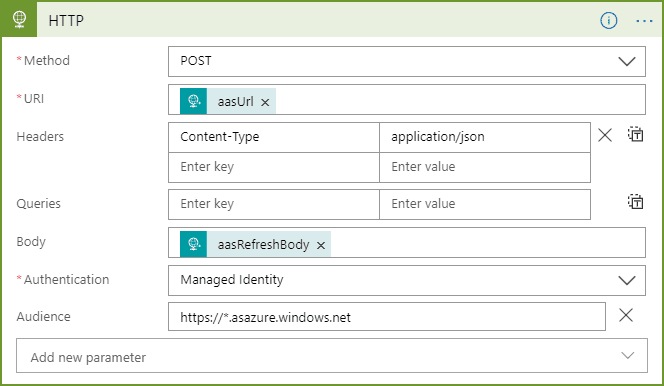 HTTP
* Method
POST
* URI
aasUrl ×
Headers
Content-Type
application/json
Enter key
Enter value
Queries
Enter key
Enter value
Body
aasRefreshBody ×
* Authentication
Managed Identity
Audience
https://*.asazure.windows.net
Add new parameter